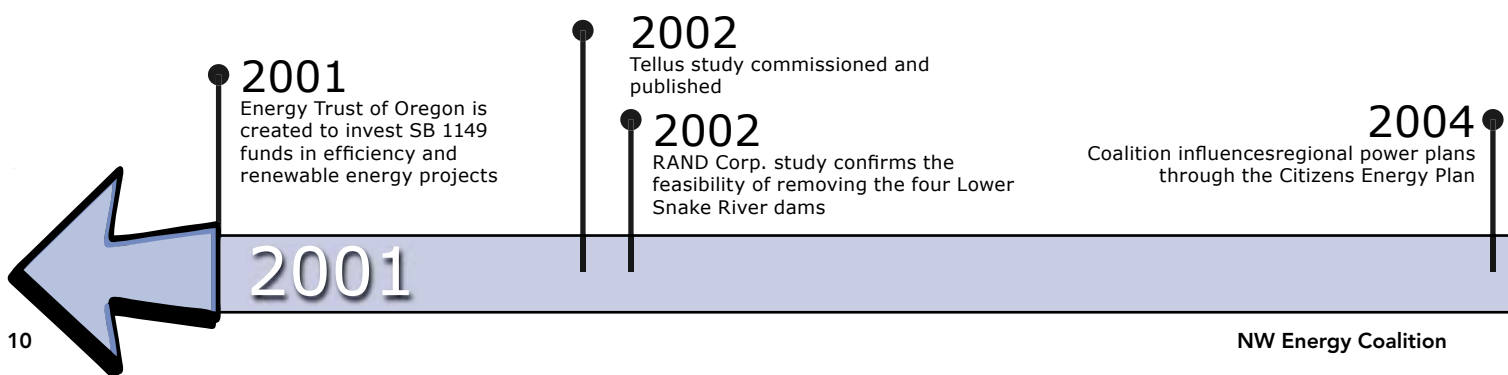 2001
Energy Trust of Oregon is
created to invest SB 1149
funds in efficiency and
renewable energy projects
2002
Tellus study commissioned and
published
2002
RAND Corp. study confirms the
feasibility of removing the four Lower
Snake River dams
2004
Coalition influencesregional power plans
through the Citizens Energy Plan
2001
10
NW Energy Coalition